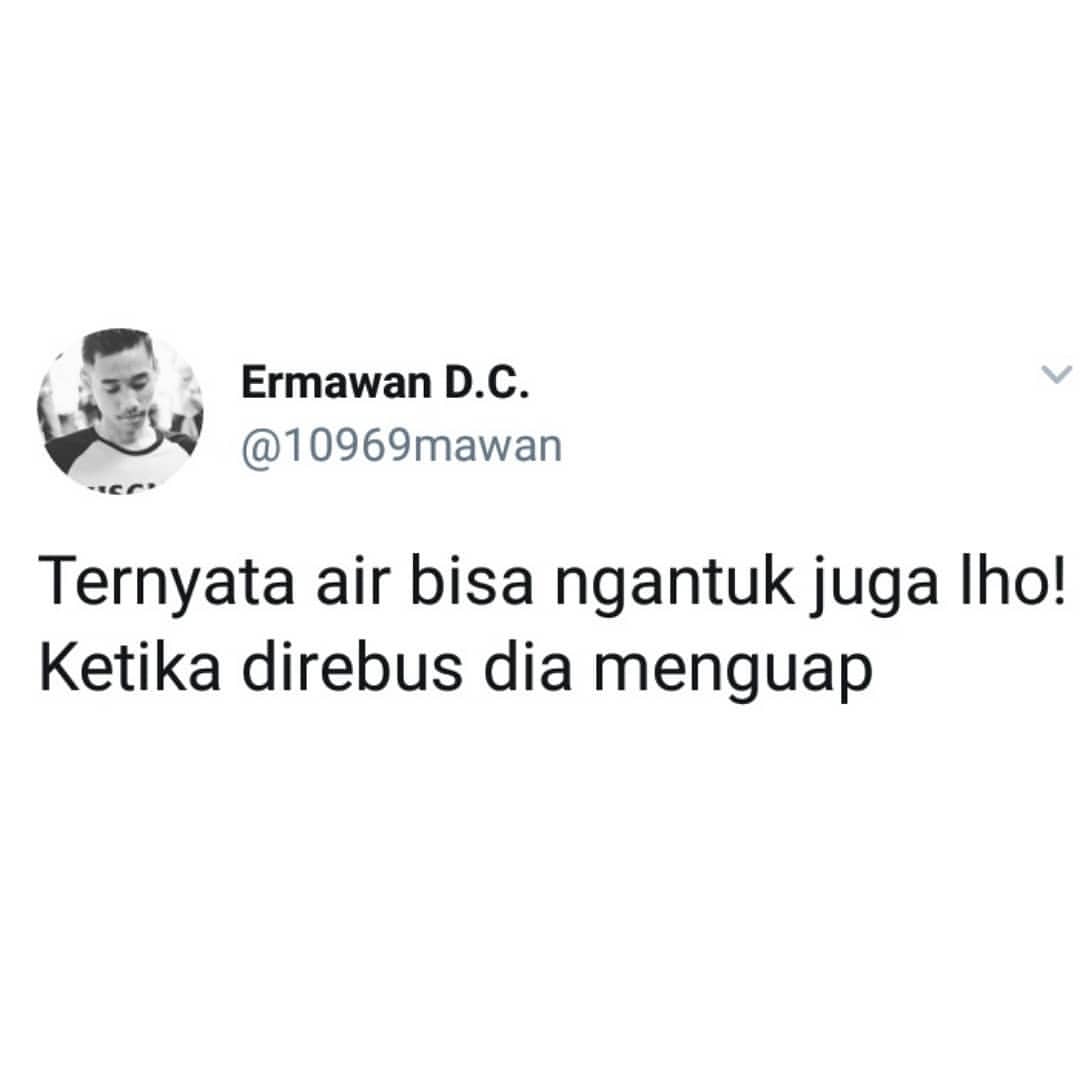 Ermawan D.C.
@10969mawan
Ternyata air bisa ngantuk juga lho!
Ketika direbus dia menguap